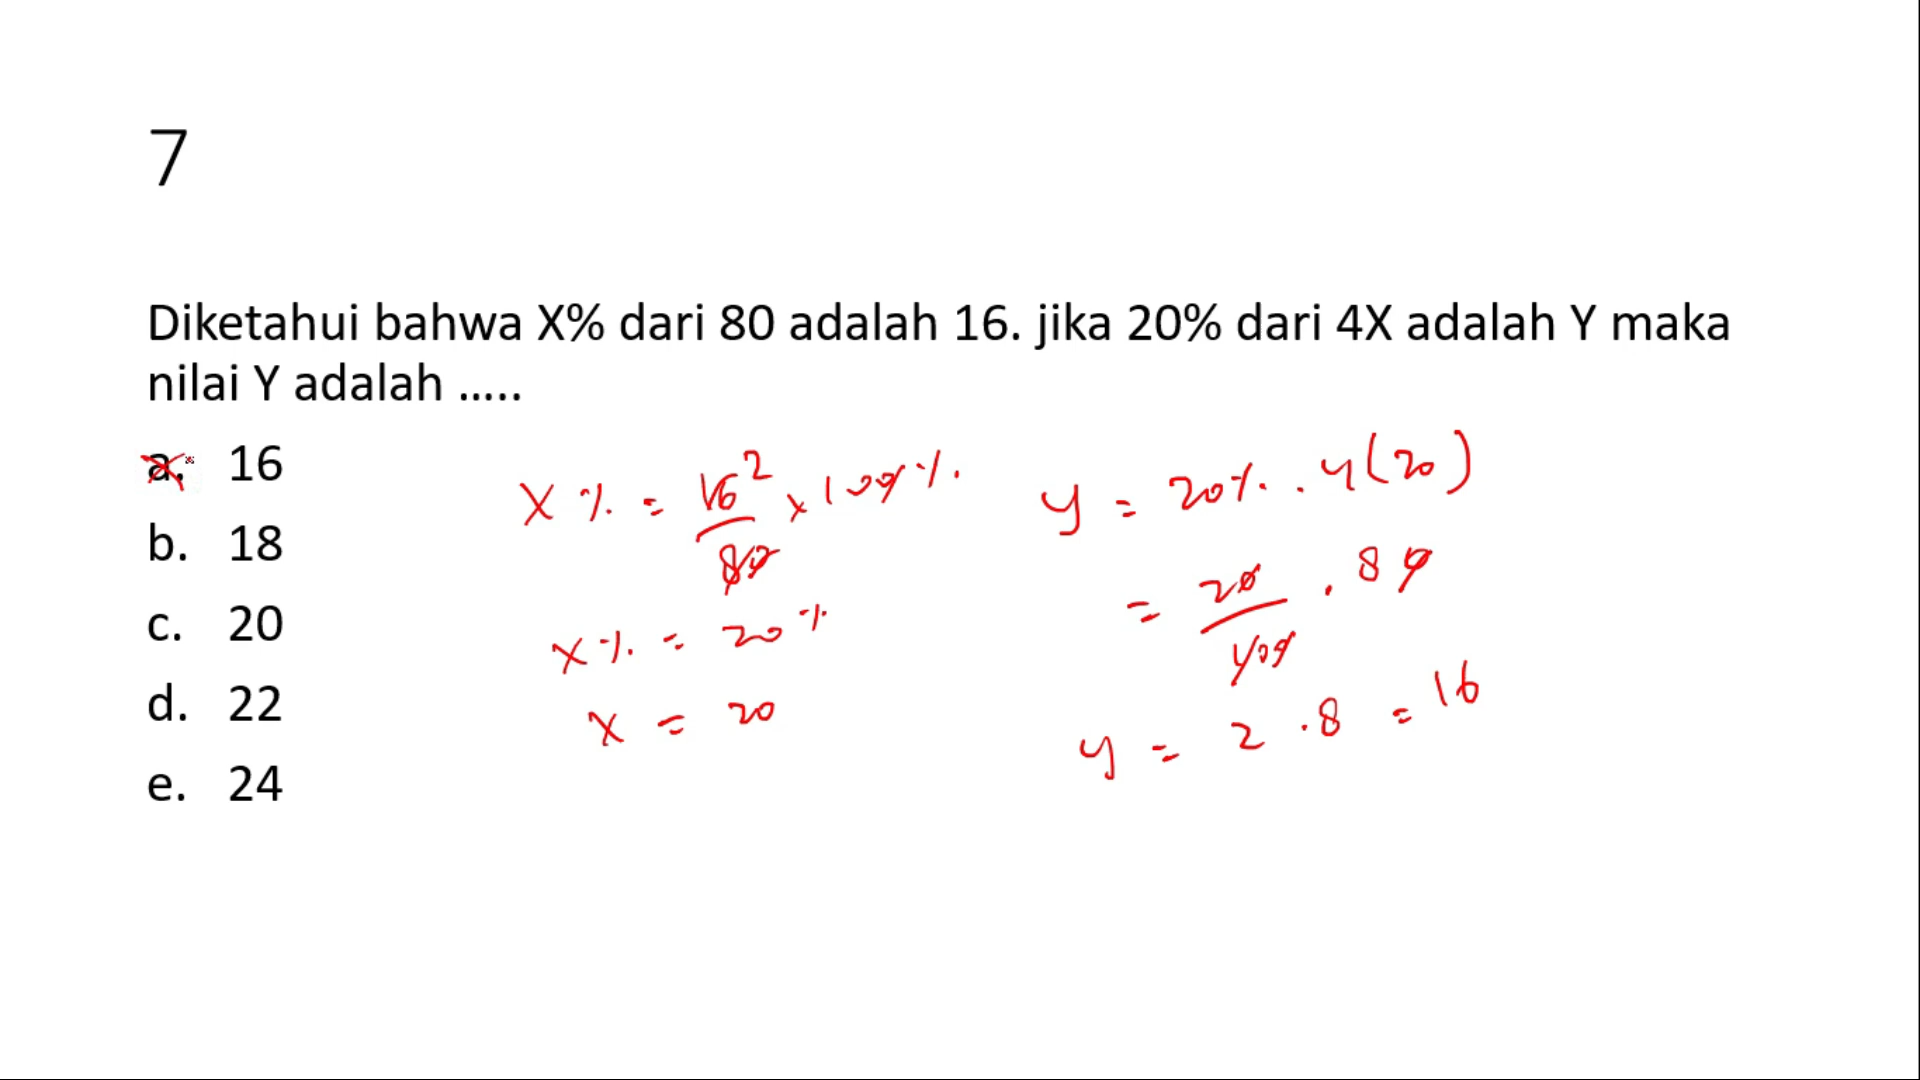 7
Diketahui bahwa X% dari 80 adalah 16. jika 20% dari 4X adalah Y maka
nilai Y adalah .....
a. 16
b. 18
c. 20
d. 22
e. 24
X % = 16² / 80 x 100 %.
X % = 20 %
X = 20
y = 20% . 4(20)
= 20 / 100 . 80
y = 2 . 8 = 16